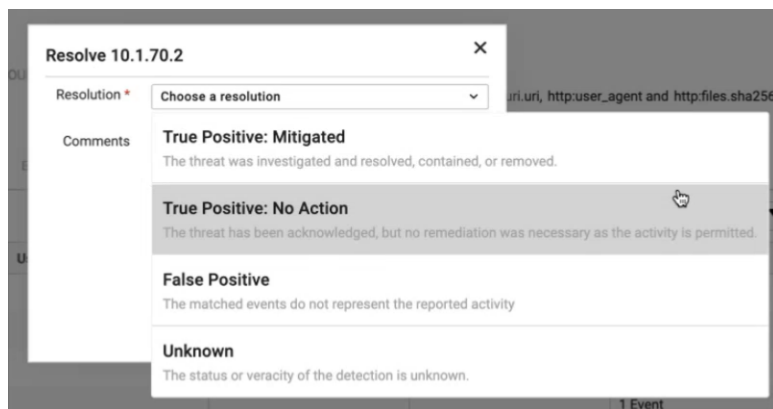 Resolve 10.1.70.2
Resolution *
Choose a resolution
uri.uri, http:user_agent and http:files.sha256
Comments
True Positive: Mitigated
The threat was investigated and resolved, contained, or removed.
True Positive: No Action
The threat has been acknowledged, but no remediation was necessary as the activity is permitted.
False Positive
The matched events do not represent the reported activity
Unknown
The status or veracity of the detection is unknown.
1 Event